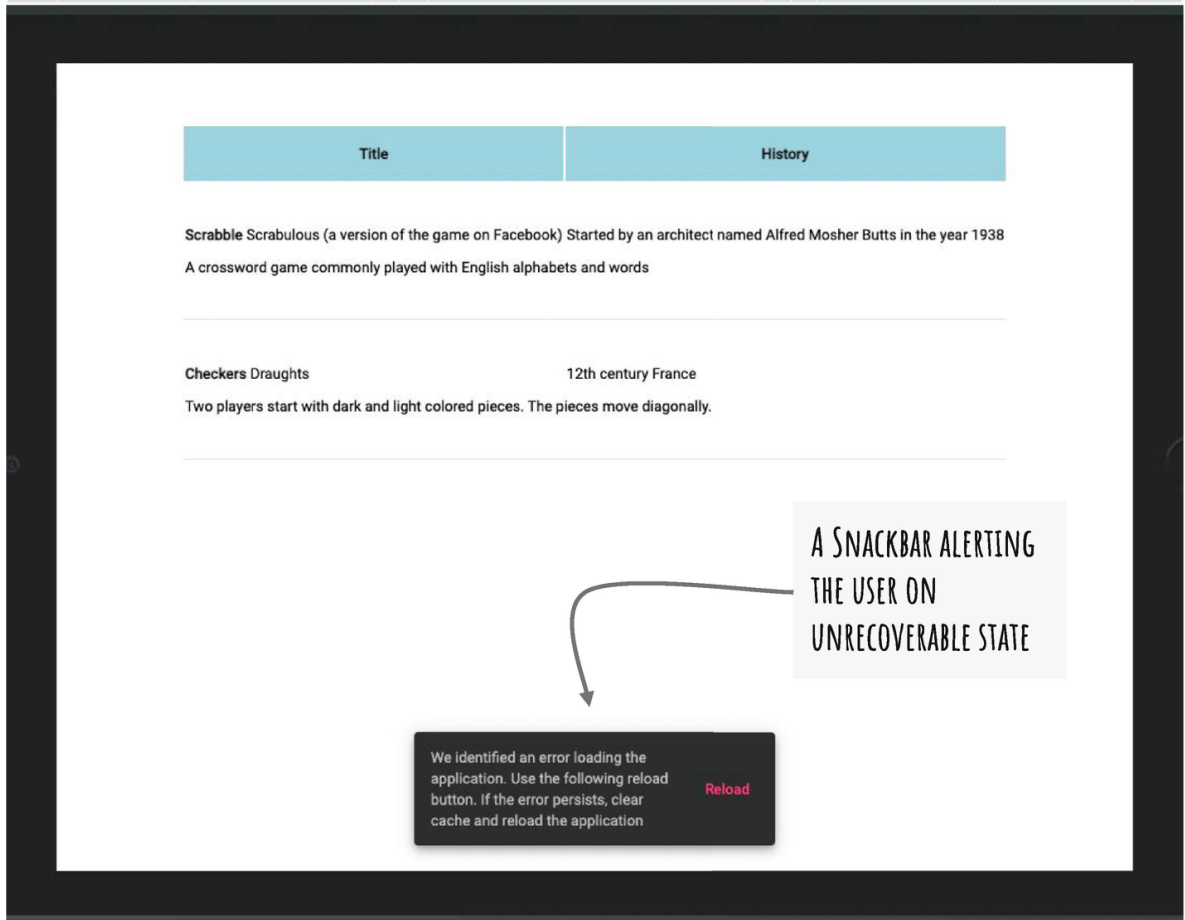 Title History
Scrabble Scrabulous (a version of the game on Facebook) Started by an architect named Alfred Mosher Butts in the year 1938
A crossword game commonly played with English alphabets and words
Checkers Draughts 12th century France
Two players start with dark and light colored pieces. The pieces move diagonally.
A SNACKBAR ALERTING
THE USER ON
UNRECOVERABLE STATE
We identified an error loading the
application. Use the following reload
button. If the error persists, clear
cache and reload the application
Reload